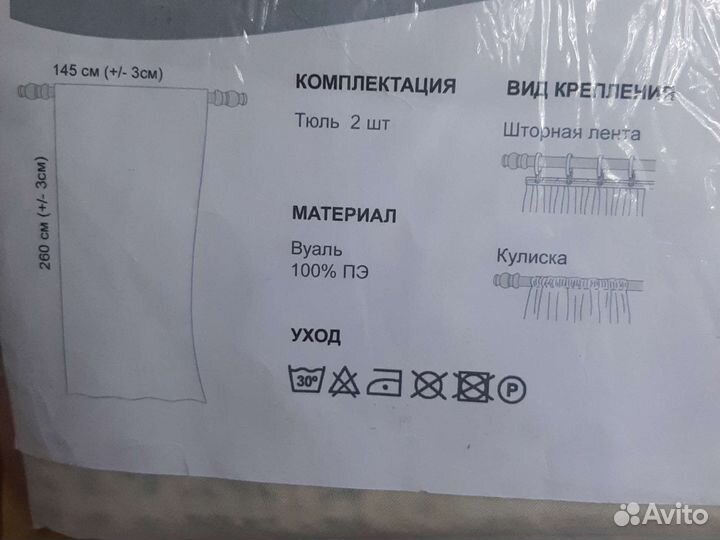 145 см (+/- 3см)
260 см (+/- 3см)
КОМПЛЕКТАЦИЯ
Тюль 2 шт
МАТЕРИАЛ
Вуаль
100% ПЭ
УХОД
30º
P
ВИД КРЕПЛЕНИЯ
Шторная лента
Кулиска
Avito